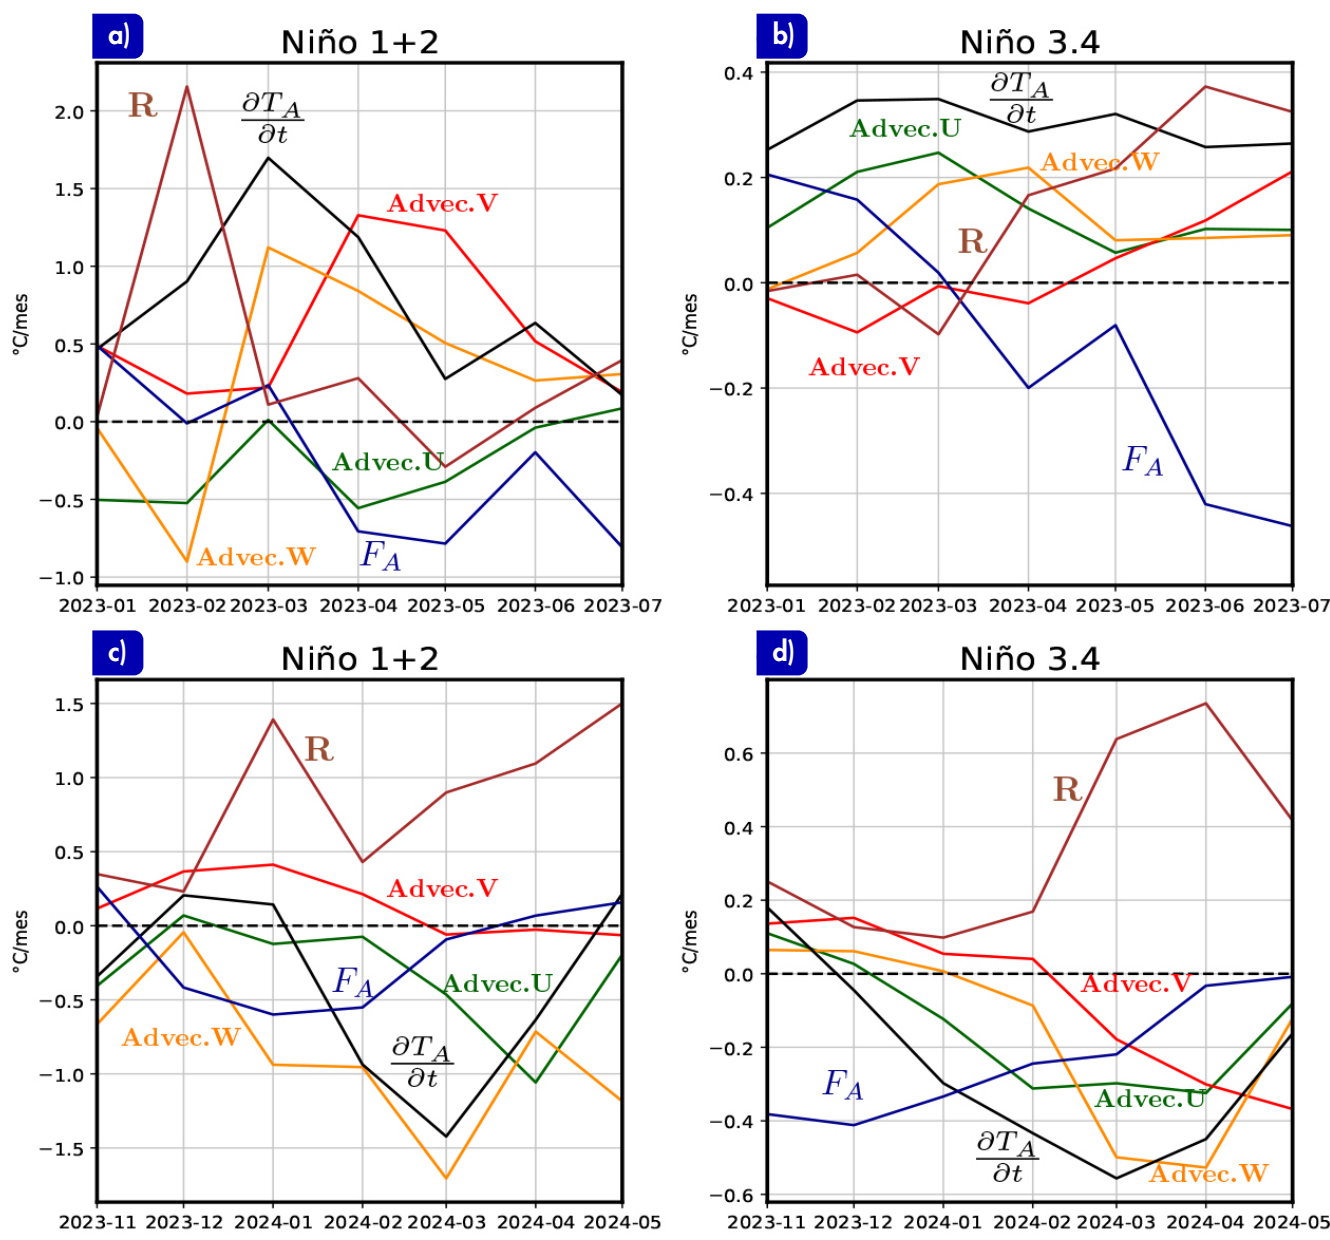 a)
Niño 1+2
2.0
1.5
1.0
0.5
0.0
−0.5
−1.0
°C/mes
R
∂T_A
∂t
Advec.V
Advec.U
Advec.W
F_A
2023-01 2023-02 2023-03 2023-04 2023-05 2023-06 2023-07
b)
Niño 3.4
0.4
0.2
0.0
−0.2
−0.4
°C/mes
∂T_A
∂t
Advec.U
Advec.W
R
Advec.V
F_A
2023-01 2023-02 2023-03 2023-04 2023-05 2023-06 2023-07
c)
Niño 1+2
1.5
1.0
0.5
0.0
−0.5
−1.0
−1.5
°C/mes
R
Advec.V
F_A
Advec.U
Advec.W
∂T_A
∂t
2023-11 2023-12 2024-01 2024-02 2024-03 2024-04 2024-05
d)
Niño 3.4
0.6
0.4
0.2
0.0
−0.2
−0.4
−0.6
°C/mes
R
Advec.V
F_A
Advec.U
∂T_A
∂t
Advec.W
2023-11 2023-12 2024-01 2024-02 2024-03 2024-04 2024-05